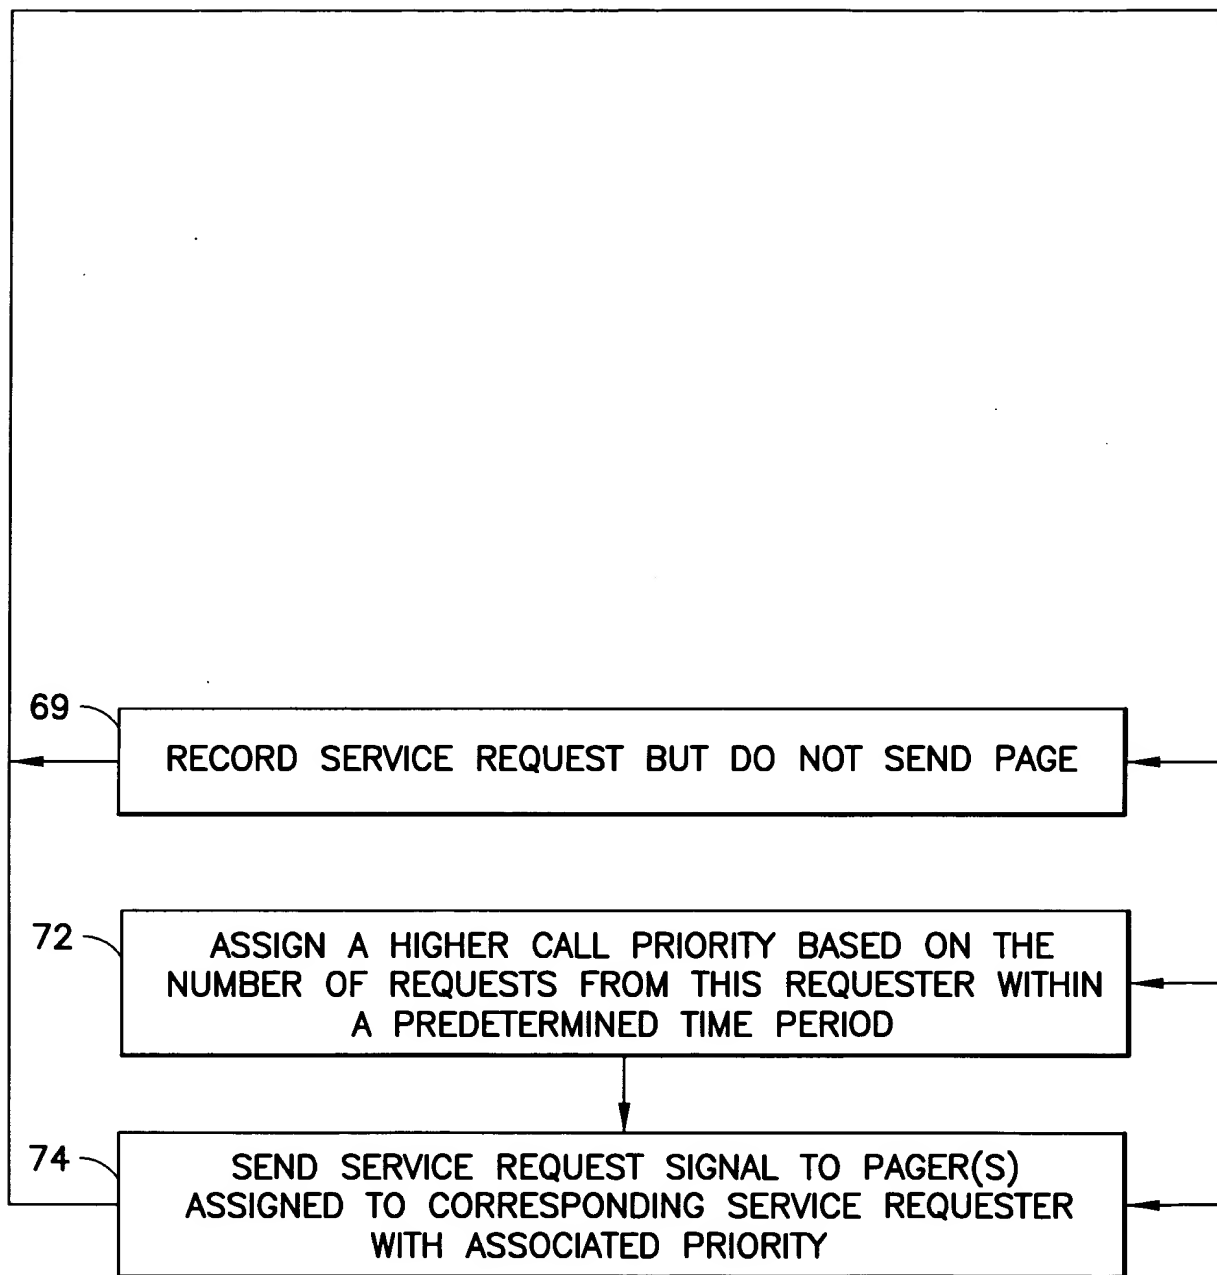 69
RECORD SERVICE REQUEST BUT DO NOT SEND PAGE
72
ASSIGN A HIGHER CALL PRIORITY BASED ON THE
NUMBER OF REQUESTS FROM THIS REQUESTER WITHIN
A PREDETERMINED TIME PERIOD
74
SEND SERVICE REQUEST SIGNAL TO PAGER(S)
ASSIGNED TO CORRESPONDING SERVICE REQUESTER
WITH ASSOCIATED PRIORITY